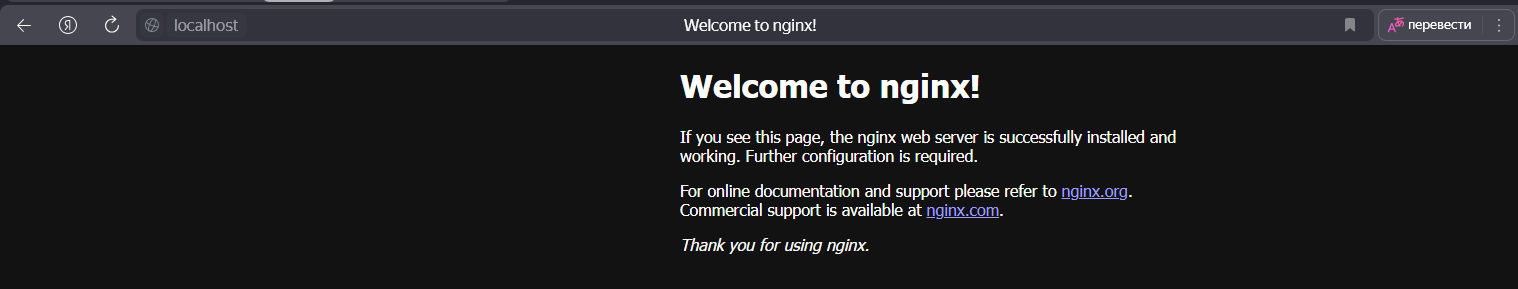 Я
localhost
Welcome to nginx!
перевести
Welcome to nginx!
If you see this page, the nginx web server is successfully installed and
working. Further configuration is required.
For online documentation and support please refer to nginx.org.
Commercial support is available at nginx.com.
Thank you for using nginx.